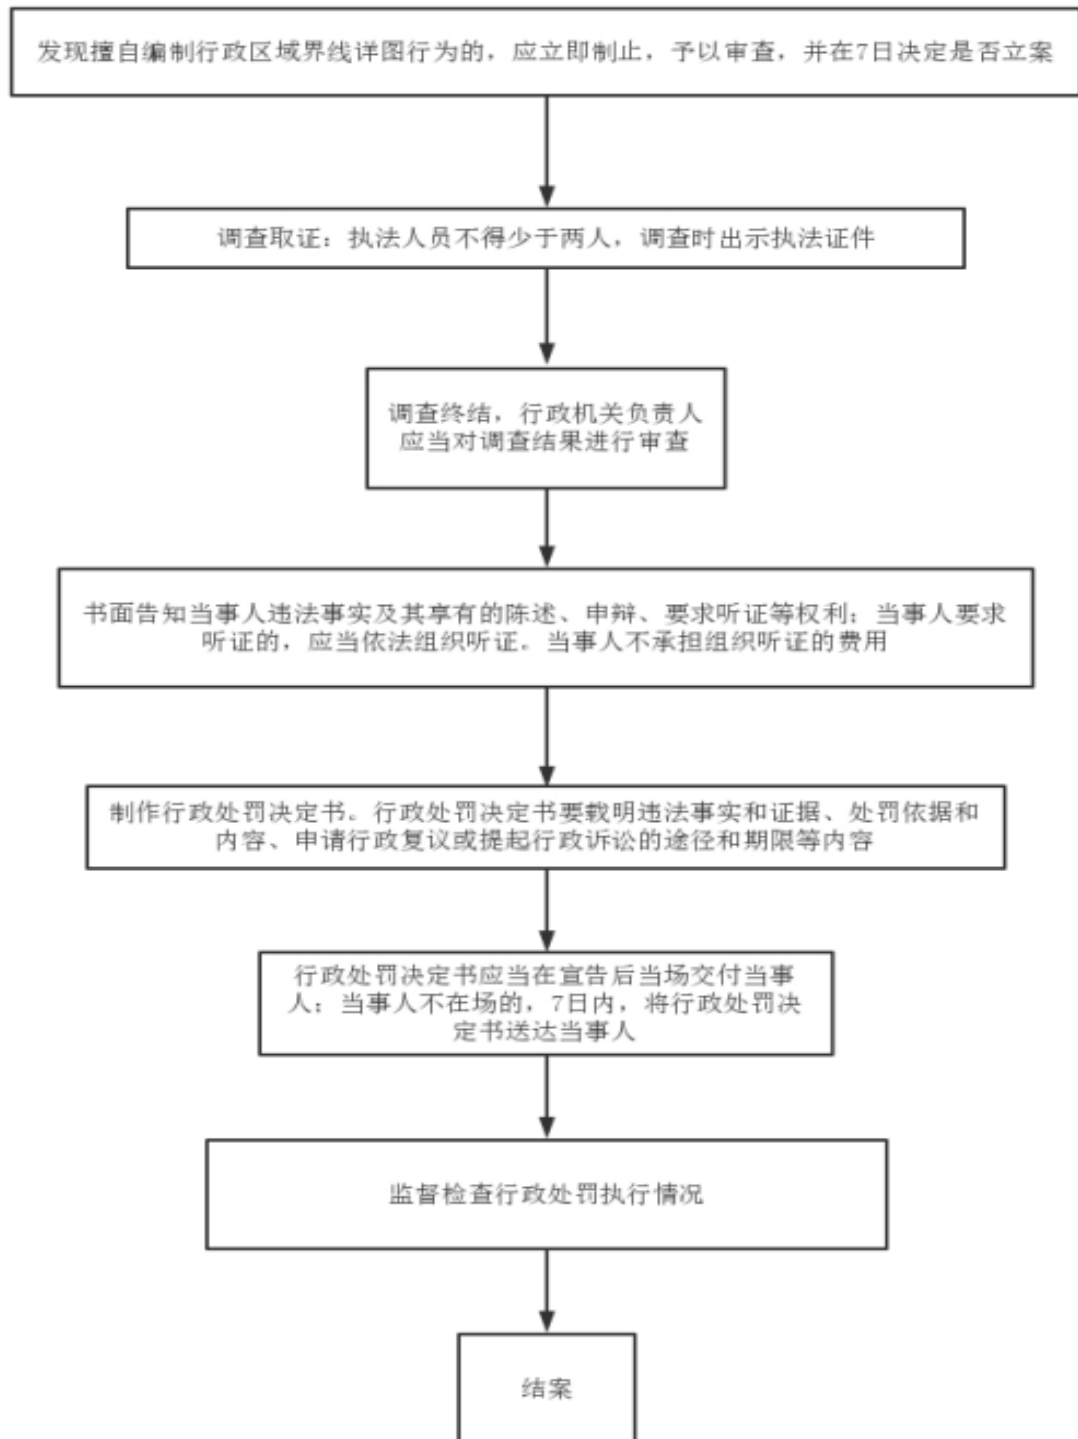 发现擅自编制行政区域界线详图行为的，应立即制止，予以审查，并在7日决定是否立案
调查取证：执法人员不得少于两人，调查时出示执法证件
调查终结，行政机关负责人
应当对调查结果进行审查
书面告知当事人违法事实及其享有的陈述、申辩、要求听证等权利；当事人要求
听证的，应当依法组织听证。当事人不承担组织听证的费用
制作行政处罚决定书。行政处罚决定书要载明违法事实和证据、处罚依据和
内容、申请行政复议或提起行政诉讼的途径和期限等内容
行政处罚决定书应当在宣告后当场交付当事
人；当事人不在场的，7日内，将行政处罚决
定书送达当事人
监督检查行政处罚执行情况
结案